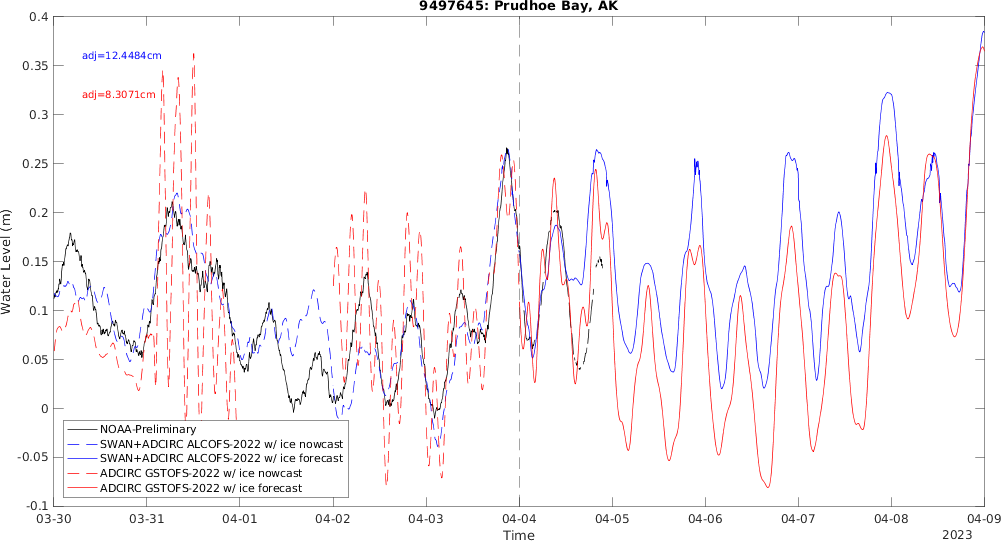 9497645: Prudhoe Bay, AK
0.4
adj=12.4484cm
0.35
adj=8.3071cm
0.3
0.25
0.2
0.15
0.1
0.05
0
-0.05
-0.1
Water Level (m)
NOAA-Preliminary
SWAN+ADCIRC ALCOFS-2022 w/ ice nowcast
SWAN+ADCIRC ALCOFS-2022 w/ ice forecast
ADCIRC GSTOFS-2022 w/ ice nowcast
ADCIRC GSTOFS-2022 w/ ice forecast
03-30 03-31 04-01 04-02 04-03 04-04 04-05 04-06 04-07 04-08 04-09
Time
2023